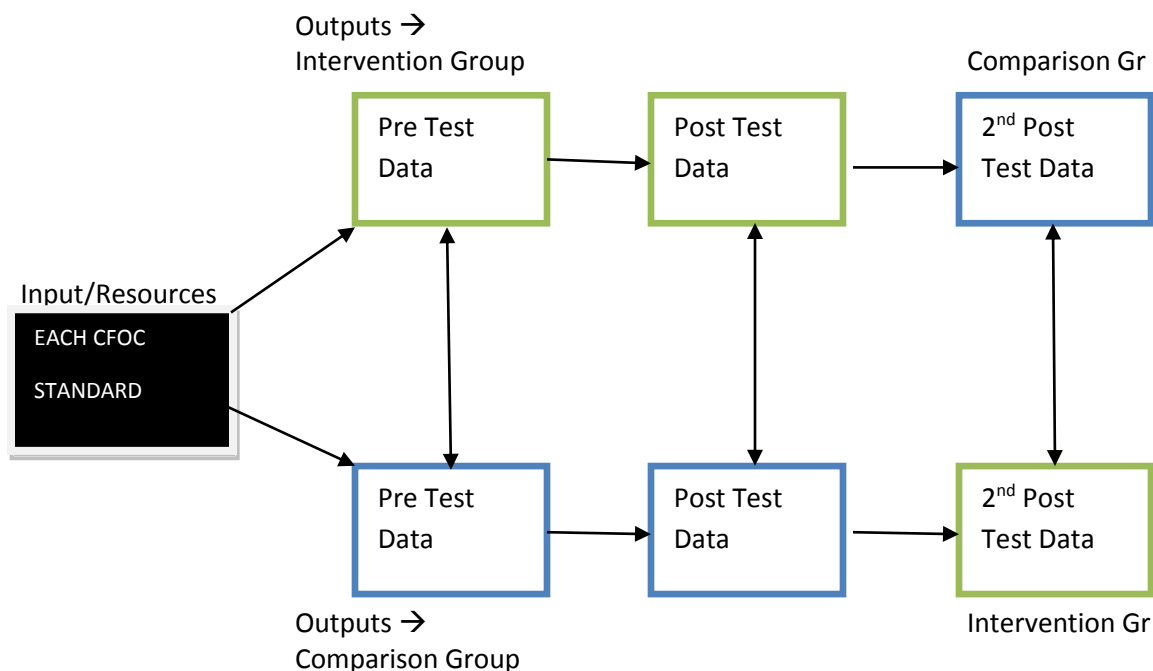 Outputs →
Intervention Group
Comparison Gr
Pre Test
Data
Post Test
Data
2nd Post
Test Data
Input/Resources
EACH CFOC
STANDARD
Pre Test
Data
Post Test
Data
2nd Post
Test Data
Outputs →
Comparison Group
Intervention Gr